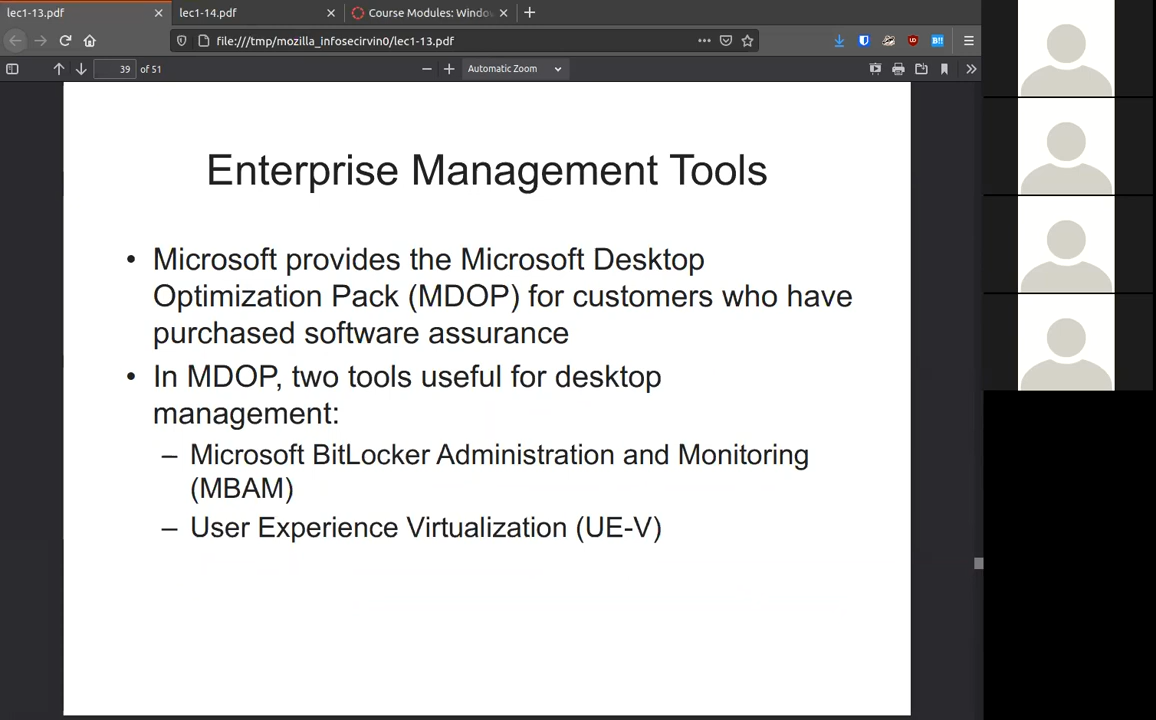 lec1-13.pdf
lec1-14.pdf
Course Modules: Windo
file:///tmp/mozilla_infosecirvin0/lec1-13.pdf
39 of 51
Automatic Zoom
Enterprise Management Tools
• Microsoft provides the Microsoft Desktop
Optimization Pack (MDOP) for customers who have
purchased software assurance
• In MDOP, two tools useful for desktop
management:
– Microsoft BitLocker Administration and Monitoring
(MBAM)
– User Experience Virtualization (UE-V)